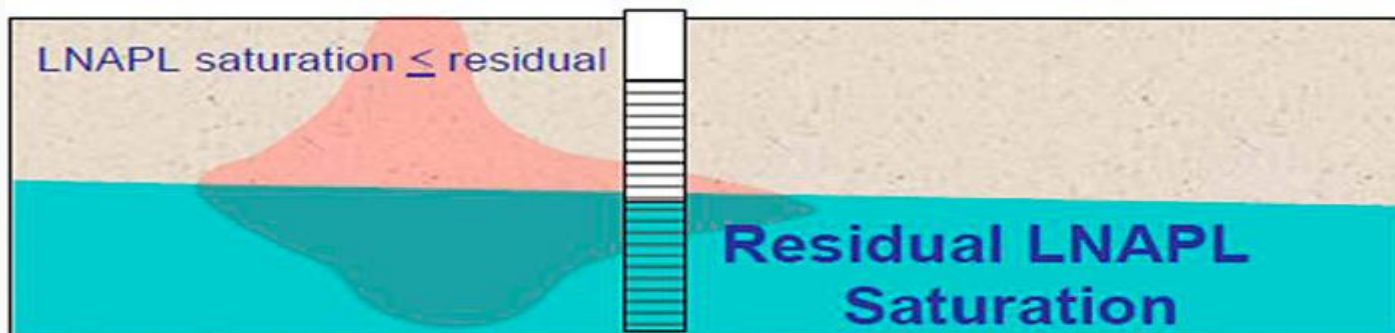 LNAPL saturation ≤ residual
Residual LNAPL
Saturation